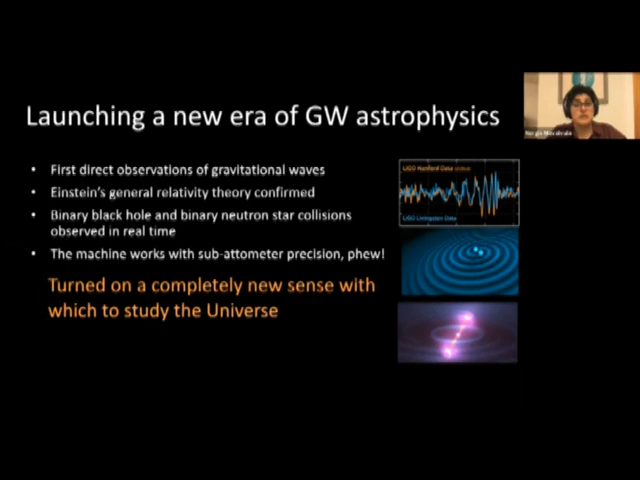 Launching a new era of GW astrophysics
• First direct observations of gravitational waves
• Einstein's general relativity theory confirmed
• Binary black hole and binary neutron star collisions
observed in real time
• The machine works with sub-attometer precision, phew!
Turned on a completely new sense with
which to study the Universe
LIGO Hanford Data
LIGO Livingston Data